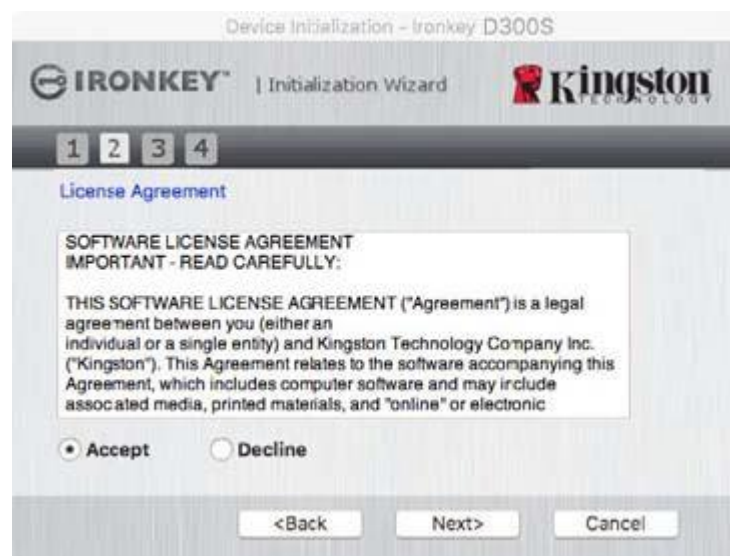 Device Initialization - Ironkey D300S
IRONKEY™ | Initialization Wizard
Kingston
TECHNOLOGY
1 2 3 4
License Agreement
SOFTWARE LICENSE AGREEMENT
IMPORTANT - READ CAREFULLY:
THIS SOFTWARE LICENSE AGREEMENT ("Agreement") is a legal
agreement between you (either an
individual or a single entity) and Kingston Technology Company Inc.
("Kingston"). This Agreement relates to the software accompanying this
Agreement, which includes computer software and may include
associated media, printed materials, and "online" or electronic
Accept Decline
<Back Next> Cancel